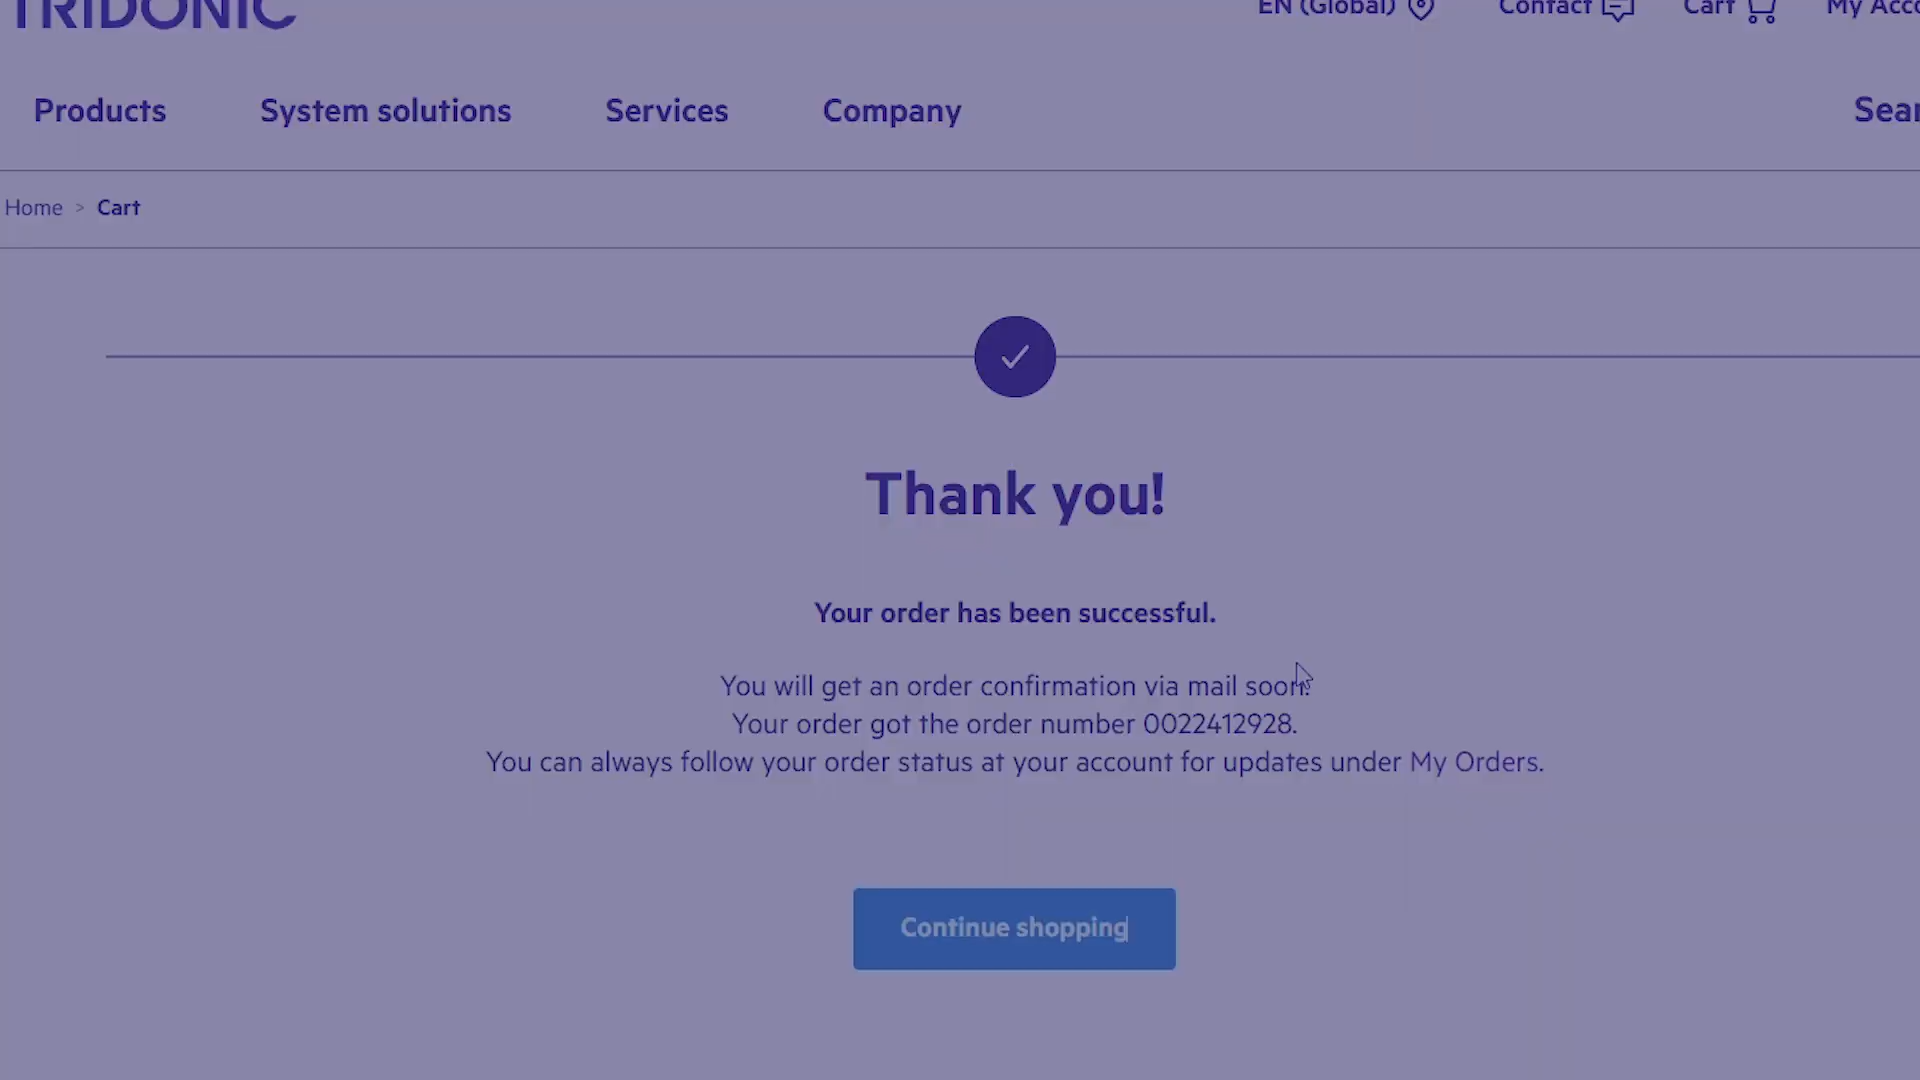 TRIDONIC
EN (Global) Contact Cart
Products System solutions Services Company
Home > Cart
Thank you!
Your order has been successful.
You will get an order confirmation via mail soon.
Your order got the order number 0022412928.
You can always follow your order status at your account for updates under My Orders.
Continue shopping